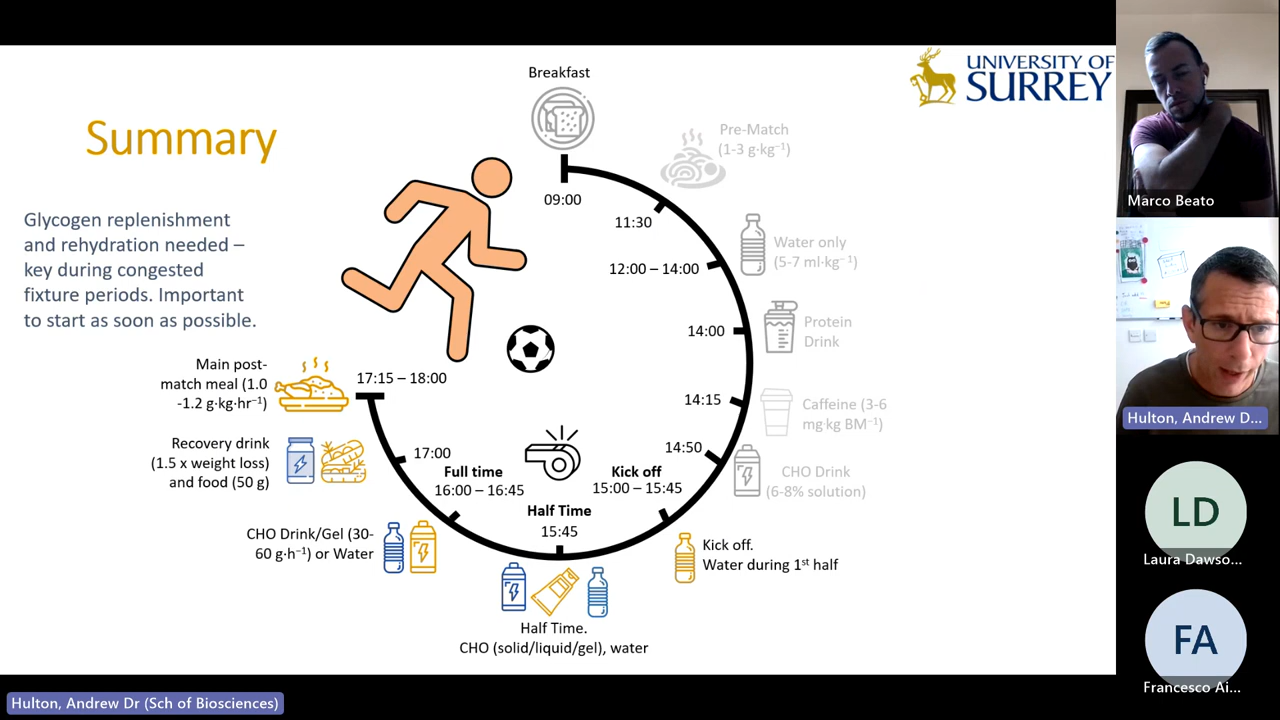 UNIVERSITY OF
SURREY
Summary
Glycogen replenishment
and rehydration needed –
key during congested
fixture periods. Important
to start as soon as possible.
Breakfast
09:00
Pre-Match
(1-3 g·kg⁻¹)
11:30
Water only
(5-7 ml·kg⁻¹)
12:00 – 14:00
Protein
Drink
14:00
Caffeine (3-6
mg·kg BM⁻¹)
14:15
CHO Drink
(6-8% solution)
14:50
Kick off
15:00 – 15:45
Kick off.
Water during 1ˢᵗ half
Half Time
15:45
Half Time.
CHO (solid/liquid/gel), water
Full time
16:00 – 16:45
CHO Drink/Gel (30-
60 g·h⁻¹) or Water
17:00
Recovery drink
(1.5 x weight loss)
and food (50 g)
17:15 – 18:00
Main post-
match meal (1.0
-1.2 g·kg·hr⁻¹)
Marco Beato
Hulton, Andrew D...
LD
Laura Dawso...
FA
Francesco Ai...
Hulton, Andrew Dr (Sch of Biosciences)